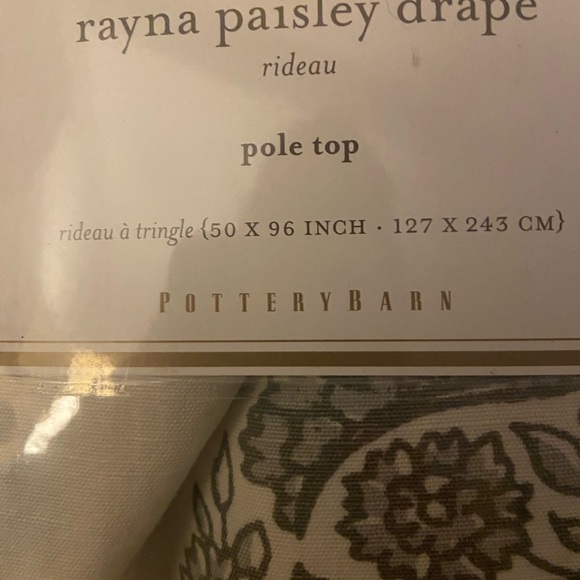 rayna paisley drape
rideau
pole top
rideau à tringle {50 X 96 INCH · 127 X 243 CM}
POTTERYBARN